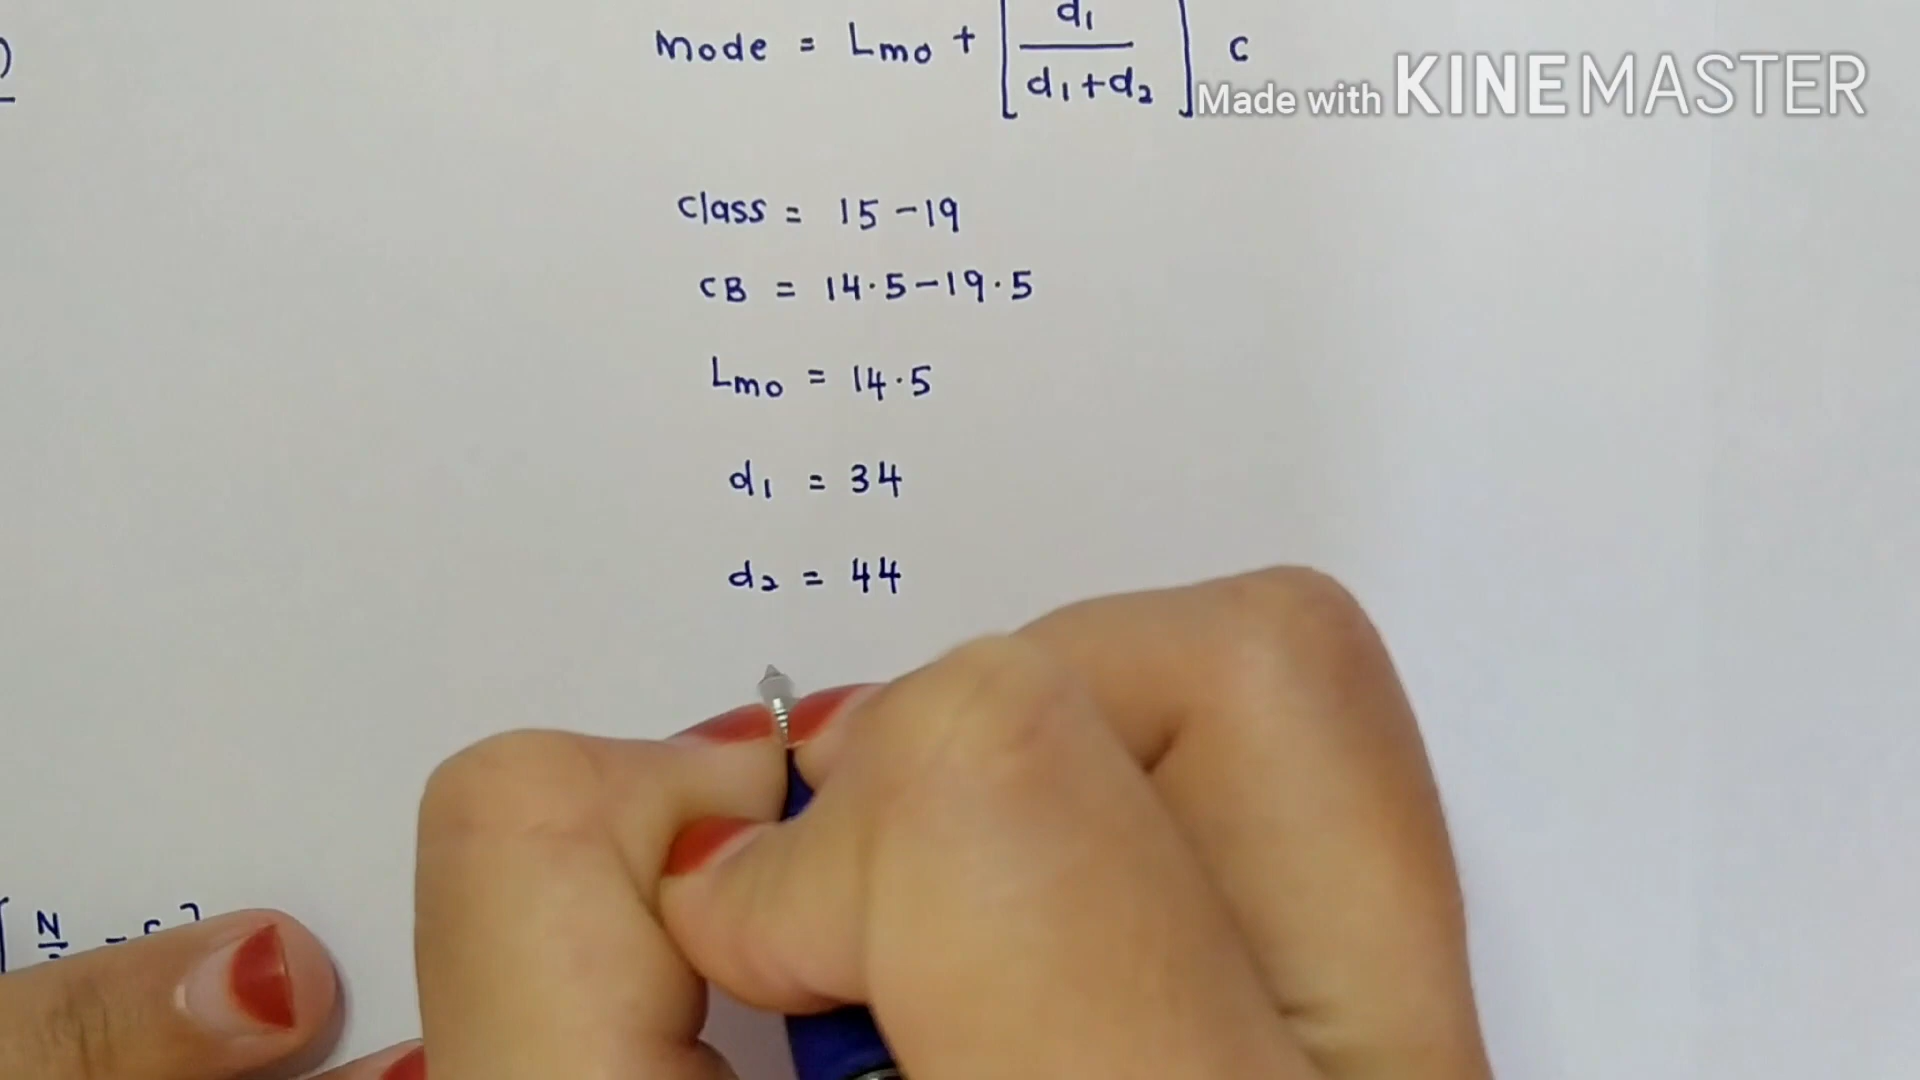 )
Mode = Lmo + [d1 / d1+d2] c
Made with KINEMASTER
Class = 15-19
CB = 14.5-19.5
Lmo = 14.5
d1 = 34
d2 = 44
[N -